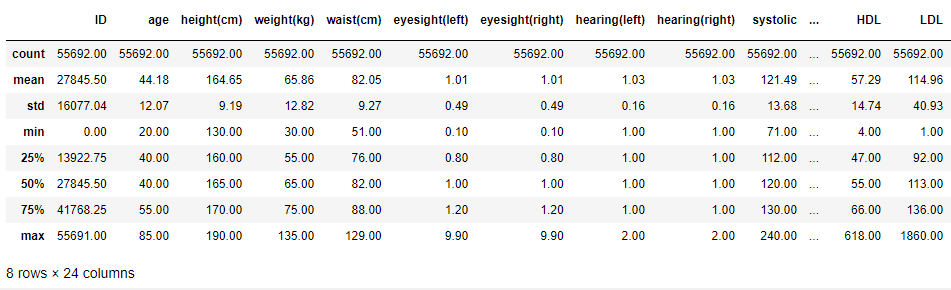 ID age height(cm) weight(kg) waist(cm) eyesight(left) eyesight(right) hearing(left) hearing(right) systolic ... HDL LDL
count 55692.00 55692.00 55692.00 55692.00 55692.00 55692.00 55692.00 55692.00 55692.00 55692.00 ... 55692.00 55692.00
mean 27845.50 44.18 164.65 65.86 82.05 1.01 1.01 1.03 1.03 121.49 ... 57.29 114.96
std 16077.04 12.07 9.19 12.82 9.27 0.49 0.49 0.16 0.16 13.68 ... 14.74 40.93
min 0.00 20.00 130.00 30.00 51.00 0.10 0.10 1.00 1.00 71.00 ... 4.00 1.00
25% 13922.75 40.00 160.00 55.00 76.00 0.80 0.80 1.00 1.00 112.00 ... 47.00 92.00
50% 27845.50 40.00 165.00 65.00 82.00 1.00 1.00 1.00 1.00 120.00 ... 55.00 113.00
75% 41768.25 55.00 170.00 75.00 88.00 1.20 1.20 1.00 1.00 130.00 ... 66.00 136.00
max 55691.00 85.00 190.00 135.00 129.00 9.90 9.90 2.00 2.00 240.00 ... 618.00 1860.00
8 rows × 24 columns